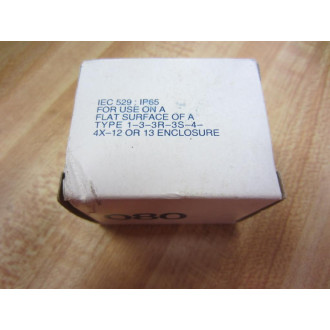 IEC 529 : IP65
FOR USE ON A
FLAT SURFACE OF A
TYPE 1-3-3R-3S-4-
4X-12 OR 13 ENCLOSURE
080